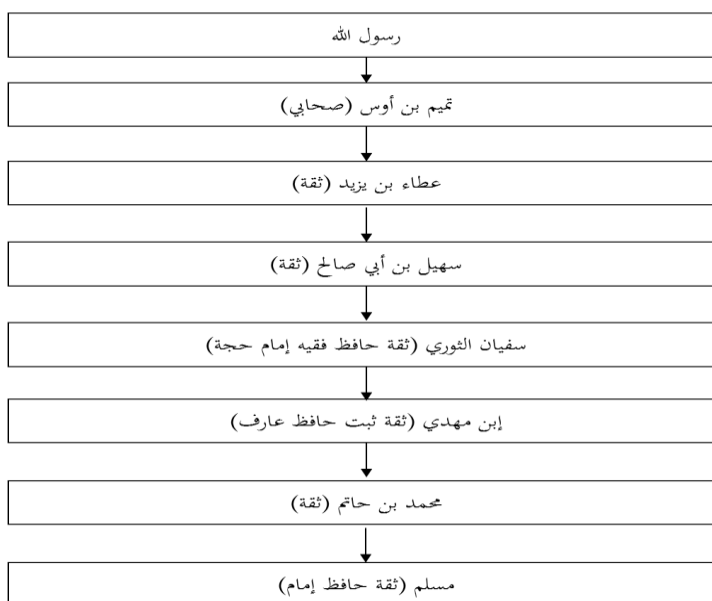 رسول الله
تميم بن أوس (صحابي)
عطاء بن يزيد (ثقة)
سهيل بن أبي صالح (ثقة)
سفيان الثوري (ثقة حافظ فقيه إمام حجة)
إبن مهدي (ثقة ثبت حافظ عارف)
محمد بن حاتم (ثقة)
مسلم (ثقة حافظ إمام)